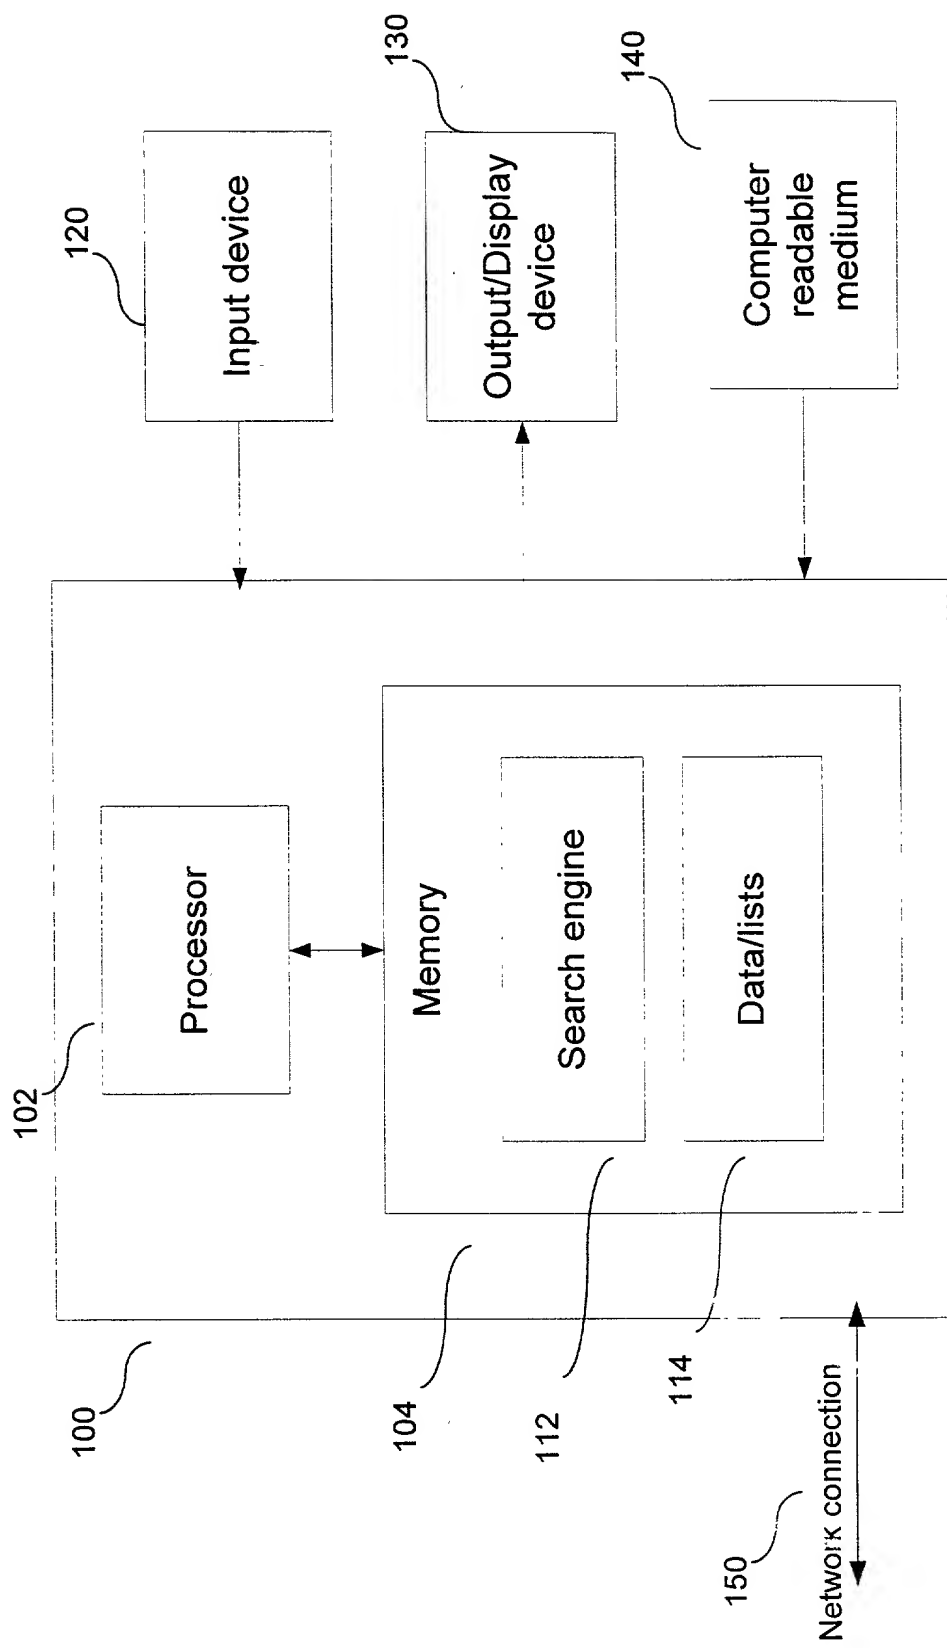 100
102
Processor
120
Input device
104
Memory
130
Output/Display
device
112
Search engine
114
Data/lists
140
Computer
readable
medium
150
Network connection